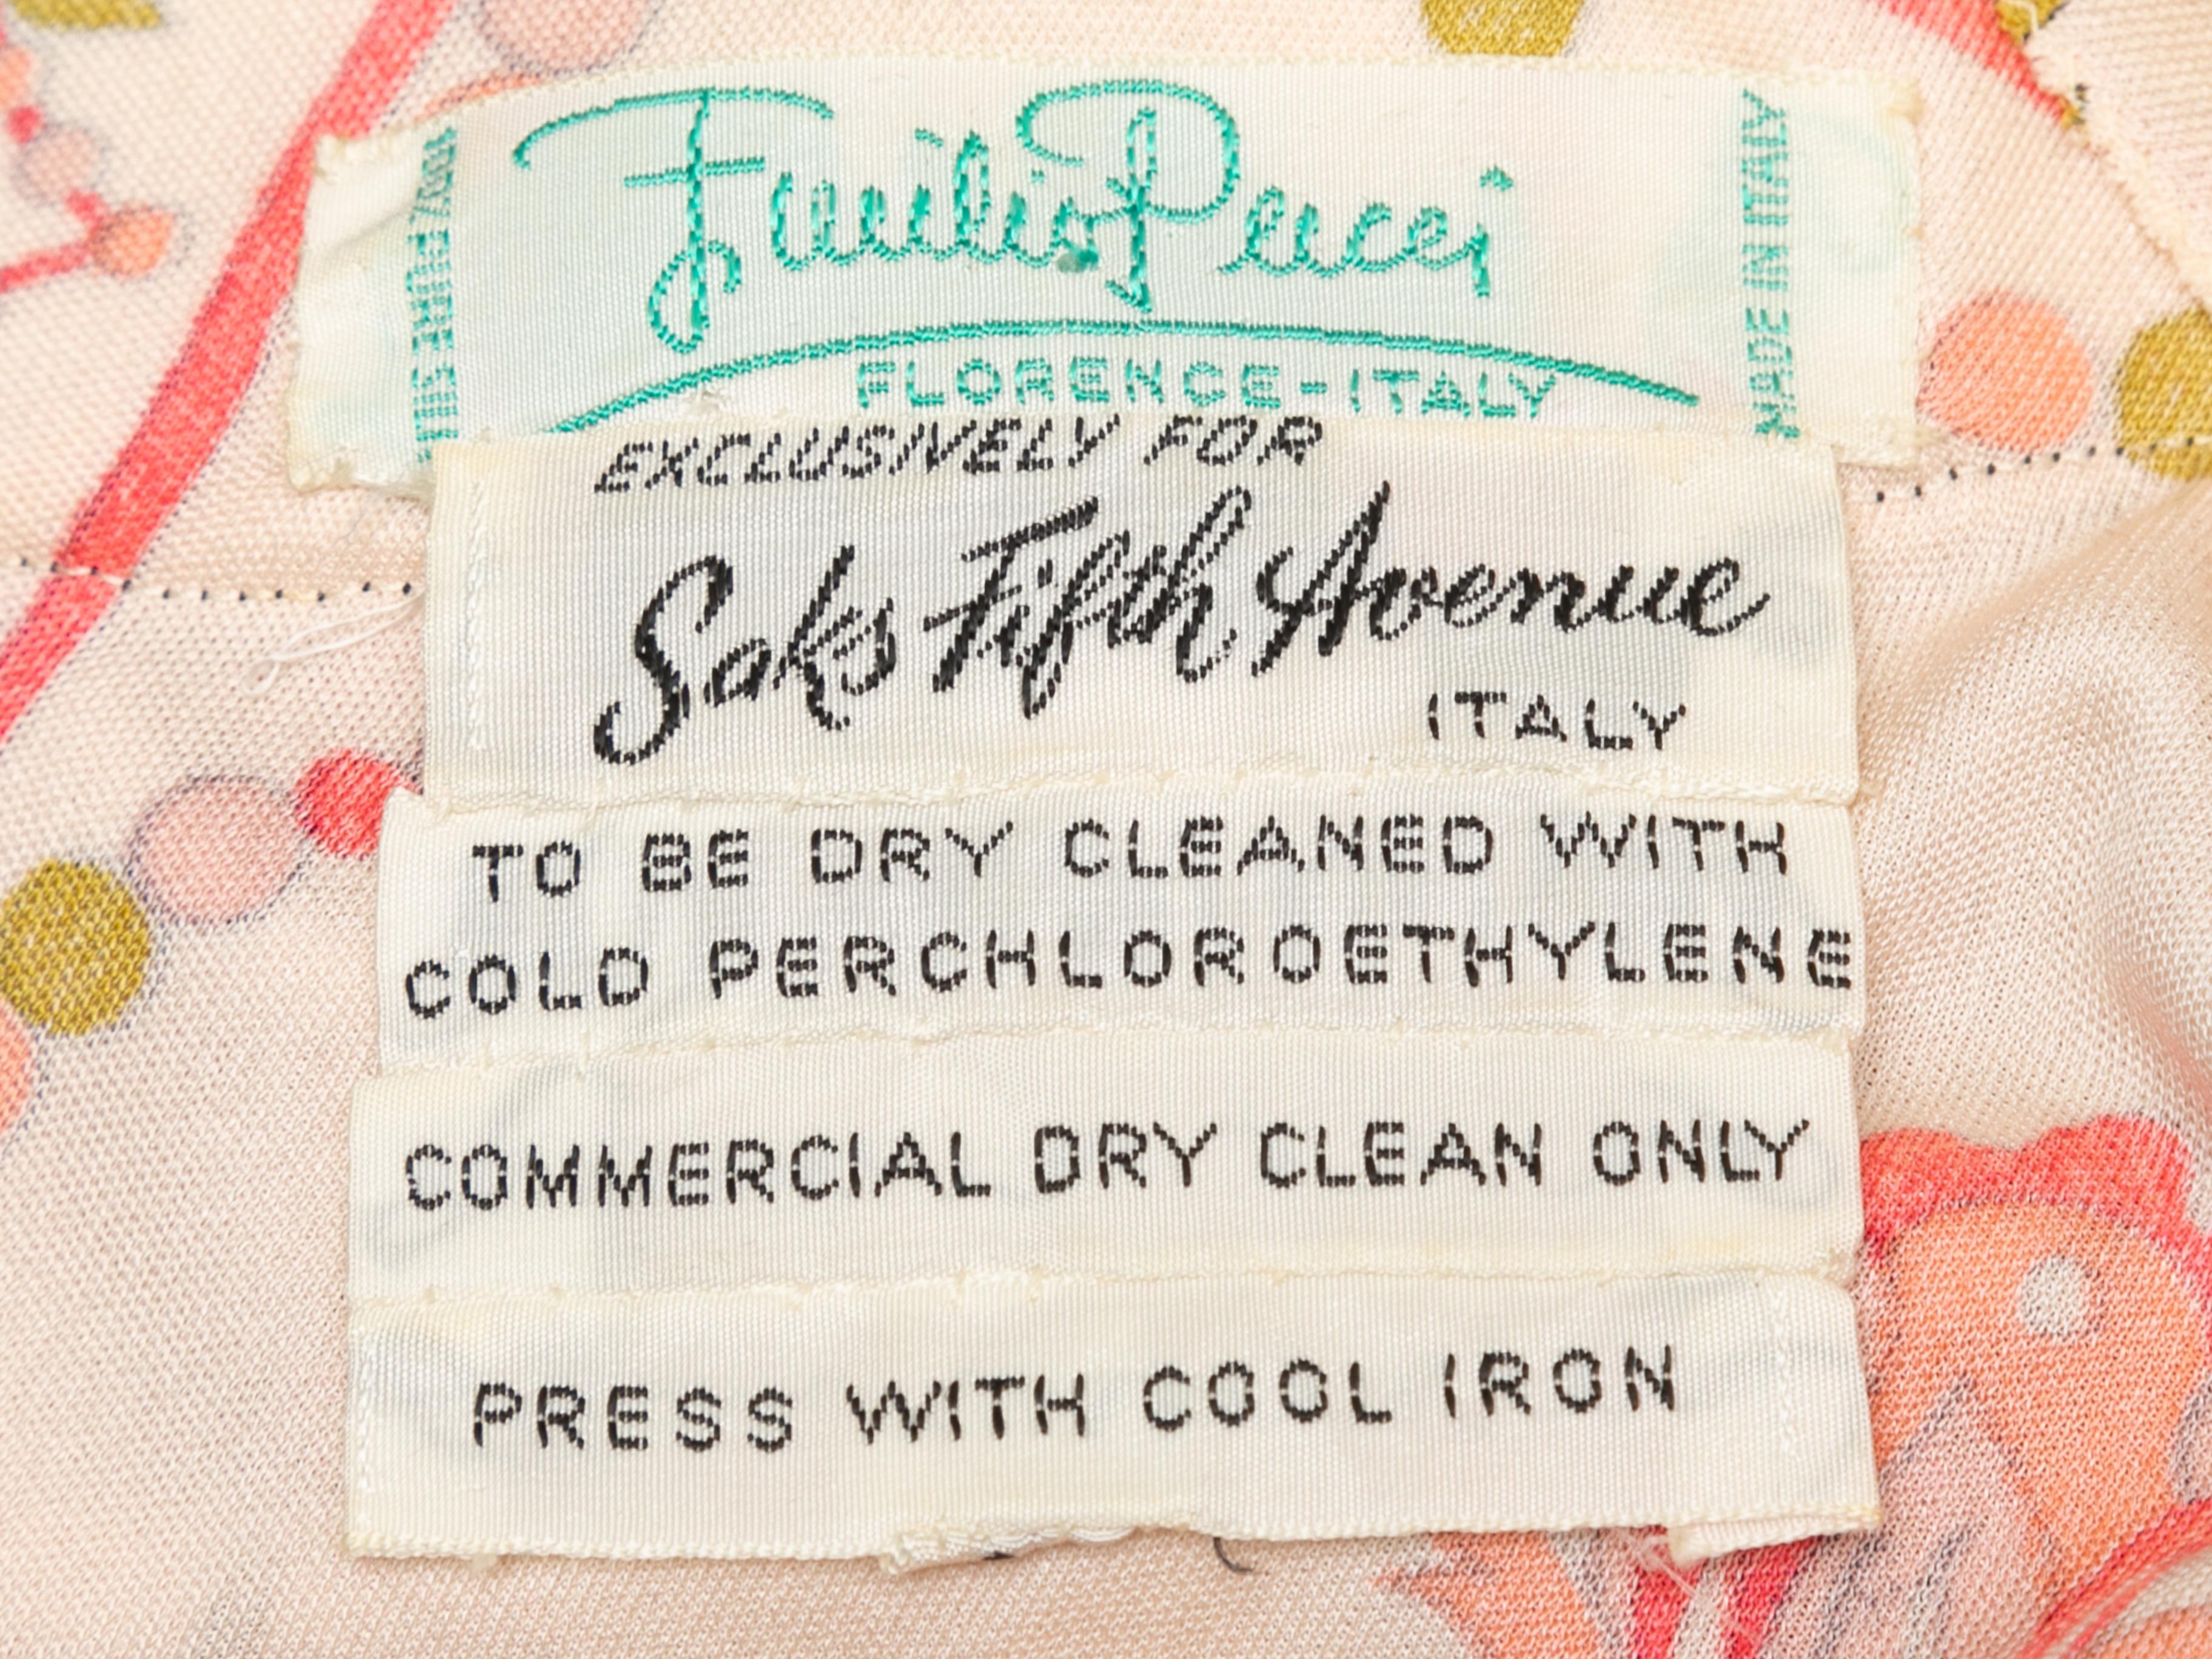 Emilio Pucci
FLORENCE-ITALY
100% PURE SILK
MADE IN ITALY
EXCLUSIVELY FOR
Saks Fifth Avenue
ITALY
TO BE DRY CLEANED WITH
COLD PERCHLOROETHYLENE
COMMERCIAL DRY CLEAN ONLY
PRESS WITH COOL IRON